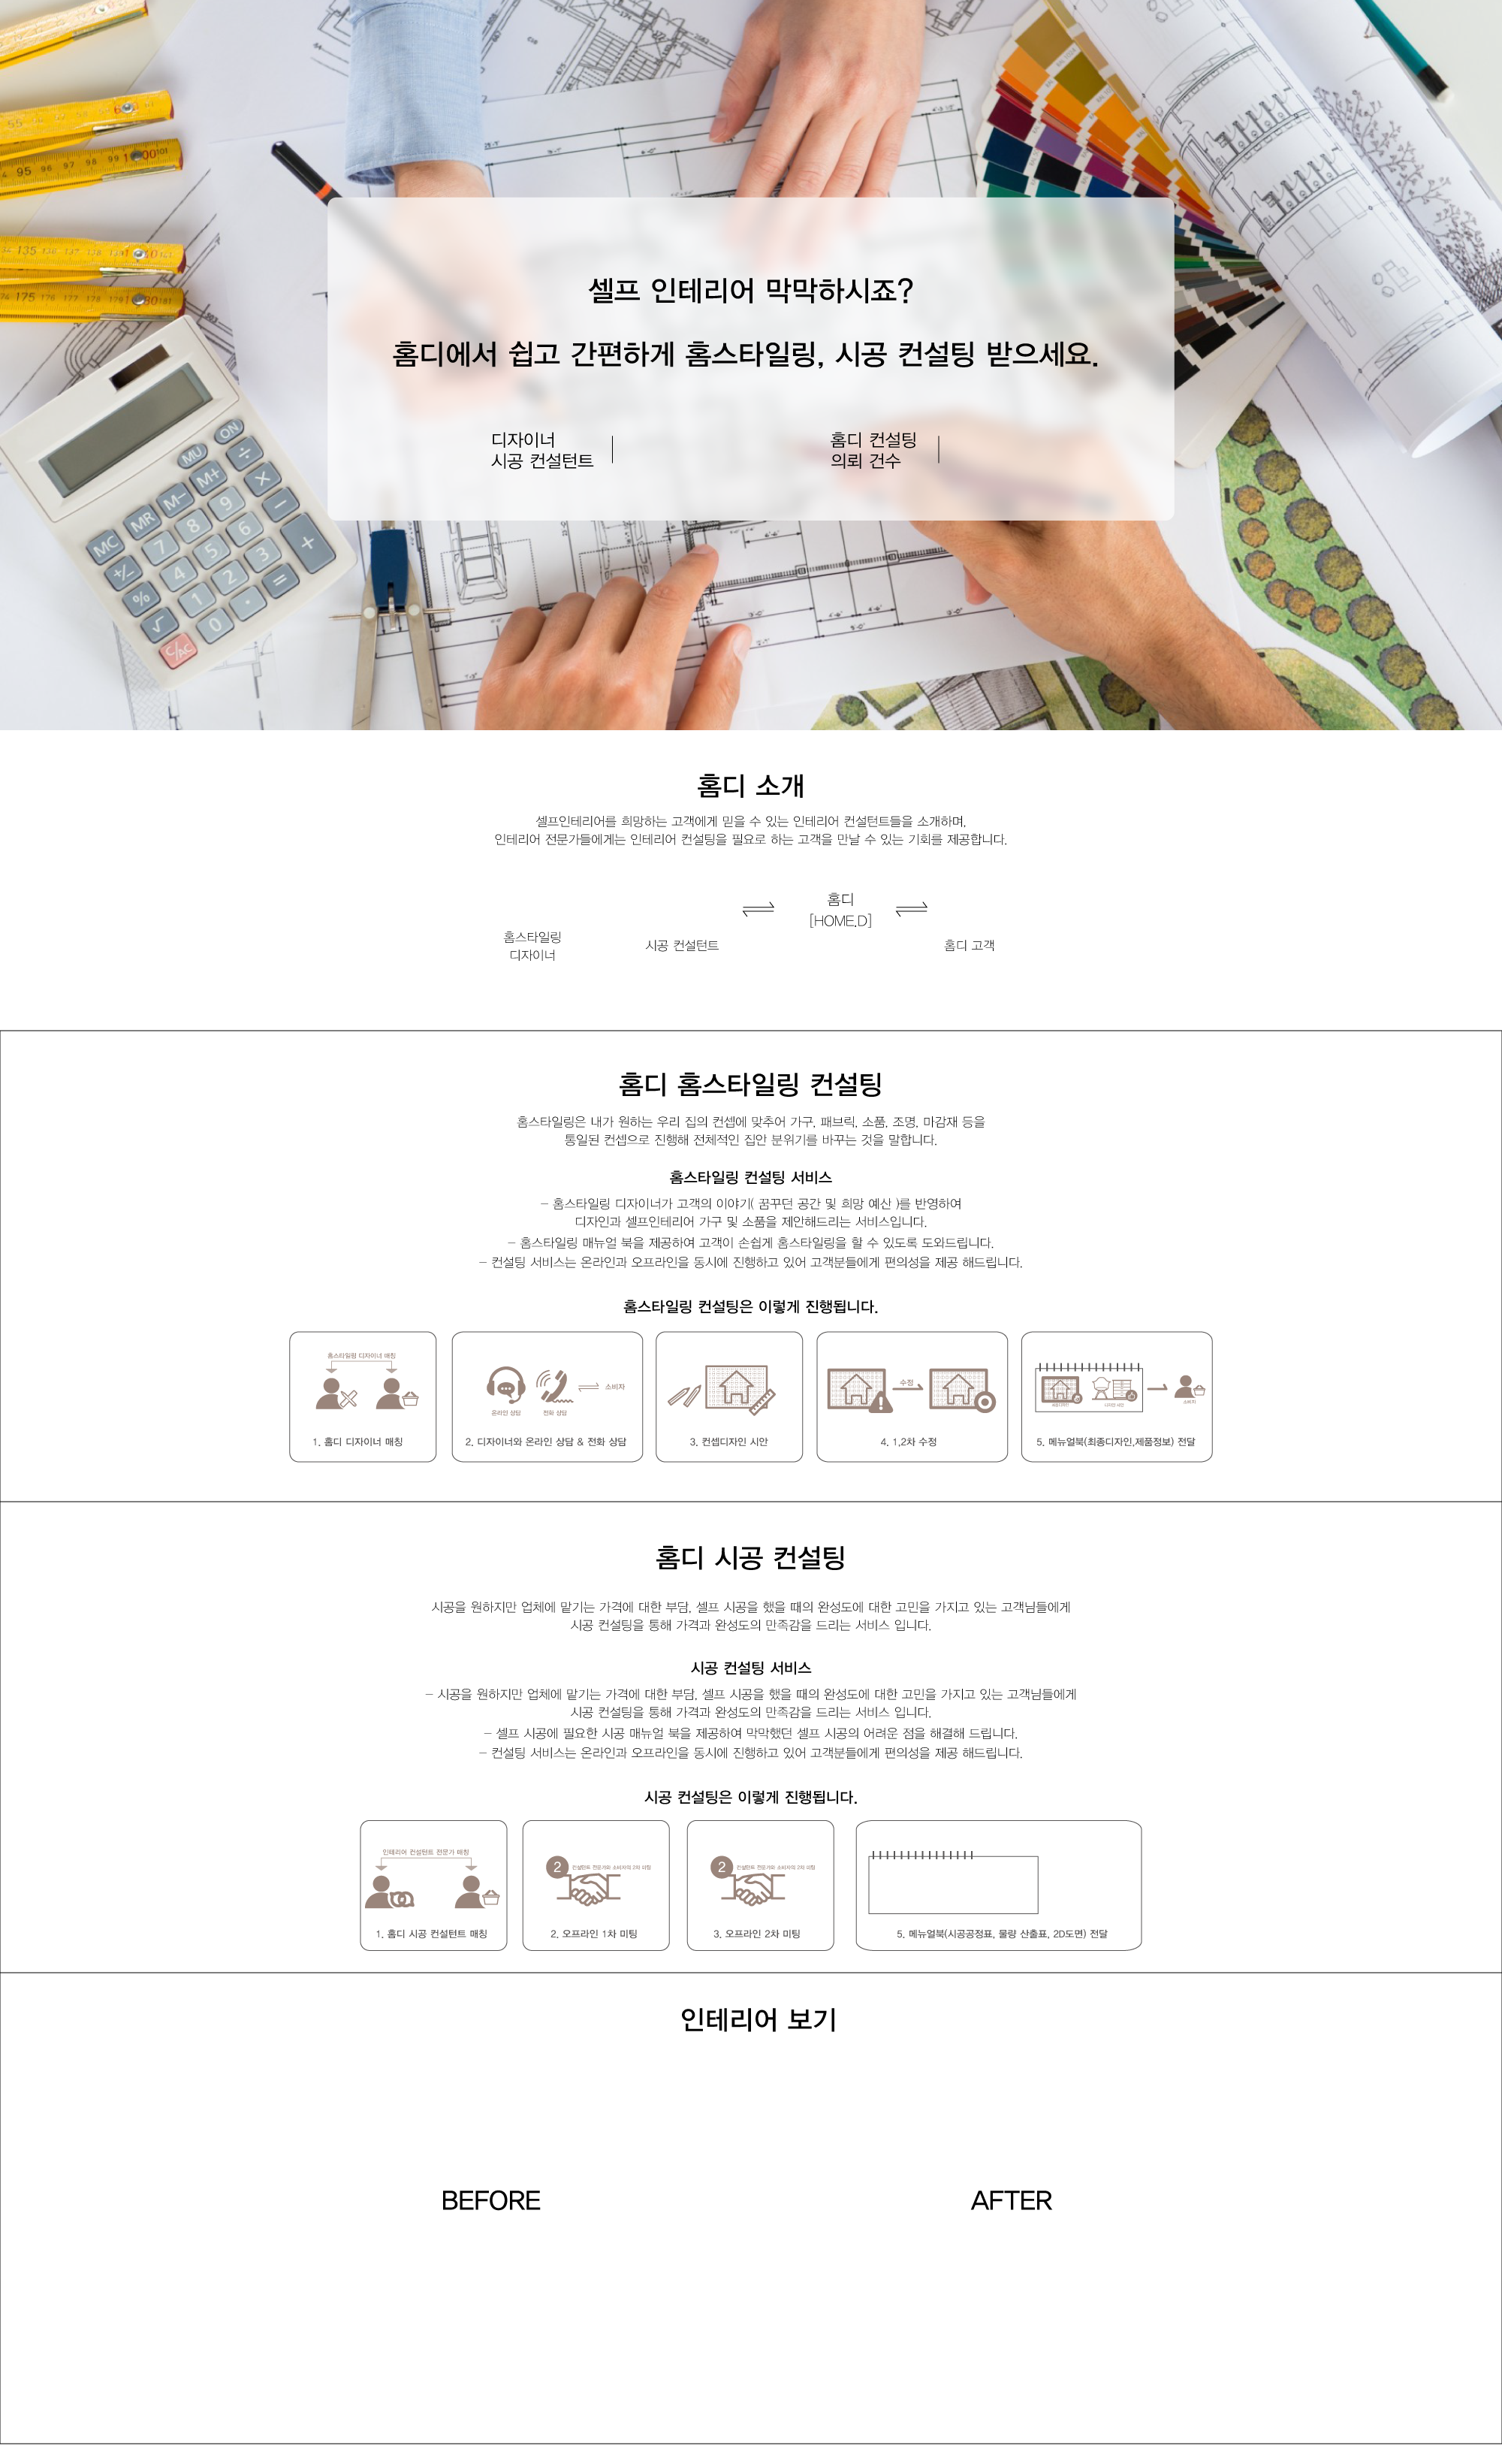 셀프 인테리어 막막하시죠?
홈디에서 쉽고 간편하게 홈스타일링, 시공 컨설팅 받으세요.
디자이너
시공 컨설턴트
홈디 컨설팅
의뢰 건수
홈디 소개
셀프인테리어를 희망하는 고객에게 믿을 수 있는 인테리어 컨설턴트들을 소개하며,
인테리어 전문가들에게는 인테리어 컨설팅을 필요로 하는 고객을 만날 수 있는 기회를 제공합니다.
홈스타일링
디자이너
시공 컨설턴트
홈디
[HOME.D]
홈디 고객
홈디 홈스타일링 컨설팅
홈스타일링은 내가 원하는 우리 집의 컨셉에 맞추어 가구, 패브릭, 소품, 조명, 마감재 등을
통일된 컨셉으로 진행해 전체적인 집안 분위기를 바꾸는 것을 말합니다.
홈스타일링 컨설팅 서비스
- 홈스타일링 디자이너가 고객의 이야기( 꿈꾸던 공간 및 희망 예산 )를 반영하여
디자인과 셀프인테리어 가구 및 소품을 제안해드리는 서비스입니다.
- 홈스타일링 매뉴얼 북을 제공하여 고객이 손쉽게 홈스타일링을 할 수 있도록 도와드립니다.
- 컨설팅 서비스는 온라인과 오프라인을 동시에 진행하고 있어 고객분들에게 편의성을 제공 해드립니다.
홈스타일링 컨설팅은 이렇게 진행됩니다.
홈스타일링 디자이너 매칭
1. 홈디 디자이너 매칭
온라인 상담
전화 상담
소비자
2. 디자이너와 온라인 상담 & 전화 상담
3. 컨셉디자인 시안
수정
4. 1,2차 수정
5. 메뉴얼북(최종디자인,제품정보) 전달
홈디 시공 컨설팅
시공을 원하지만 업체에 맡기는 가격에 대한 부담, 셀프 시공을 했을 때의 완성도에 대한 고민을 가지고 있는 고객님들에게
시공 컨설팅을 통해 가격과 완성도의 만족감을 드리는 서비스 입니다.
시공 컨설팅 서비스
- 시공을 원하지만 업체에 맡기는 가격에 대한 부담, 셀프 시공을 했을 때의 완성도에 대한 고민을 가지고 있는 고객님들에게
시공 컨설팅을 통해 가격과 완성도의 만족감을 드리는 서비스 입니다.
- 셀프 시공에 필요한 시공 매뉴얼 북을 제공하여 막막했던 셀프 시공의 어려운 점을 해결해 드립니다.
- 컨설팅 서비스는 온라인과 오프라인을 동시에 진행하고 있어 고객분들에게 편의성을 제공 해드립니다.
시공 컨설팅은 이렇게 진행됩니다.
인테리어 컨설턴트 전문가 매칭
1. 홈디 시공 컨설턴트 매칭
2 컨설턴트 전문가와 소비자의 2차 미팅
2. 오프라인 1차 미팅
2 컨설턴트 전문가와 소비자의 2차 미팅
3. 오프라인 2차 미팅
5. 메뉴얼북(시공공정표, 물량 산출표, 2D도면) 전달
인테리어 보기
BEFORE
AFTER